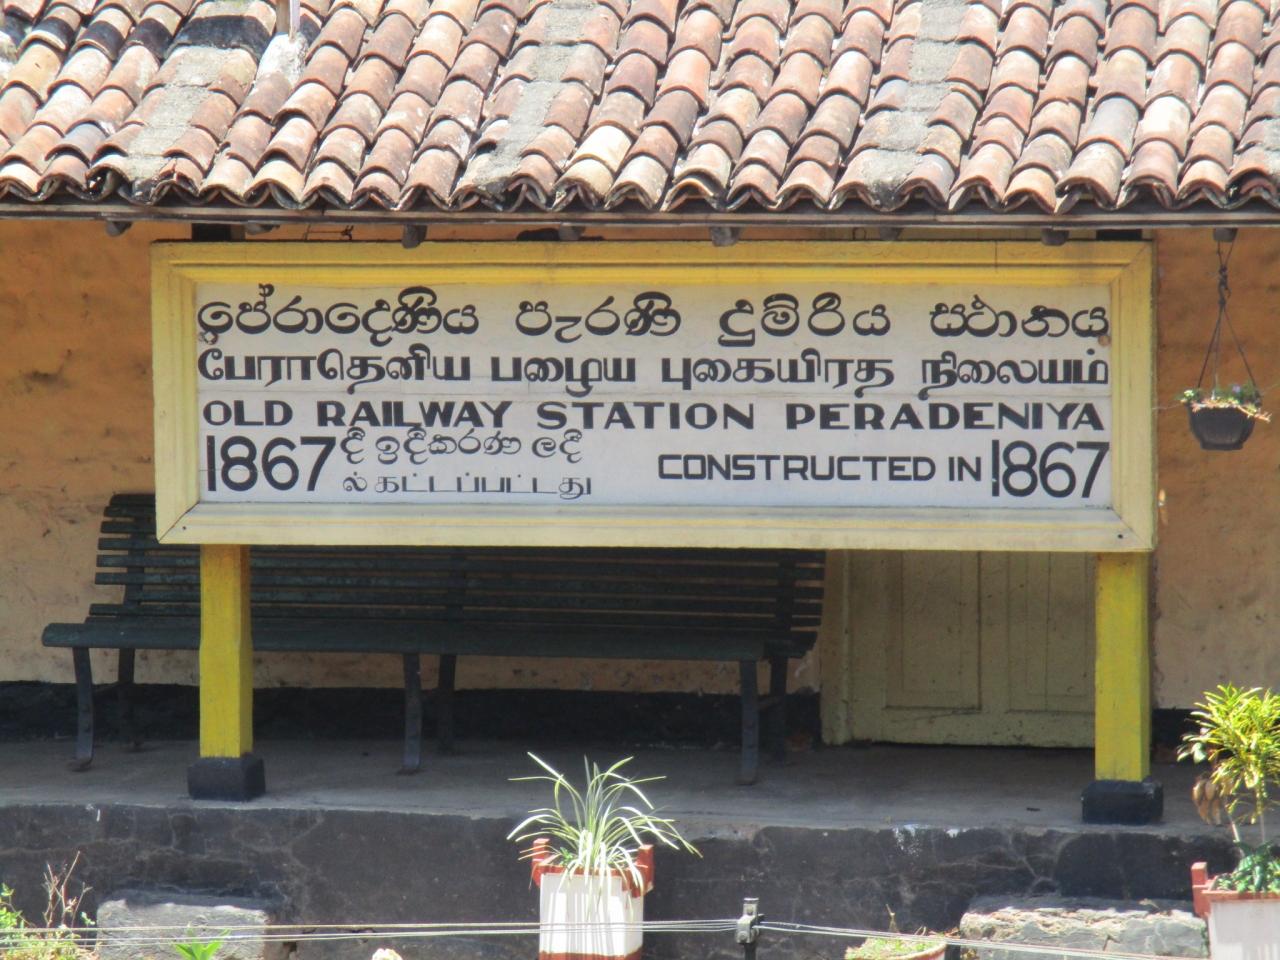 පේරාදෙණිය පැරණි දුම්රිය ස්ථානය
பேராதெனிய பழைய புகையிரத நிலையம்
OLD RAILWAY STATION PERADENIYA
1867 දී ඉදිකරණ ලදී
ல் கட்டப்பட்டது
CONSTRUCTED IN 1867